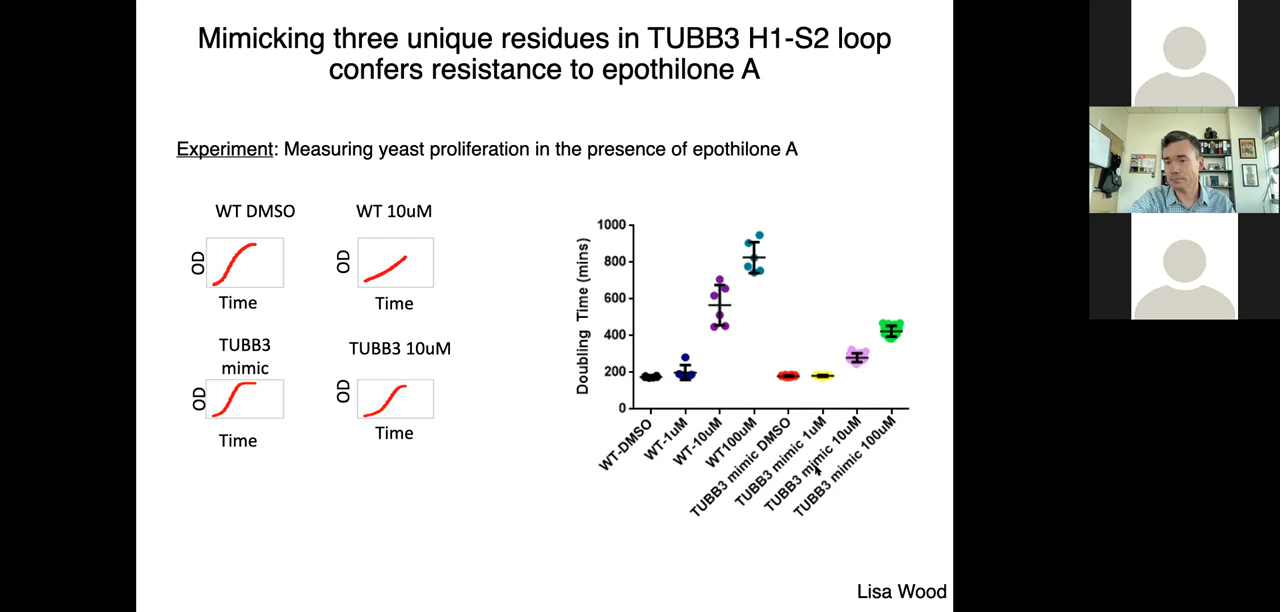 Mimicking three unique residues in TUBB3 H1-S2 loop
confers resistance to epothilone A
Experiment: Measuring yeast proliferation in the presence of epothilone A
WT DMSO
WT 10uM
OD
OD
Time
Time
TUBB3
mimic
TUBB3 10uM
OD
OD
Time
Time
Doubling Time (mins)
1000
800
600
400
200
0
WT-DMSO
WT-1uM
WT-10uM
WT100uM
TUBB3 mimic DMSO
TUBB3 mimic 1uM
TUBB3 mimic 10uM
TUBB3 mimic 100uM
Lisa Wood